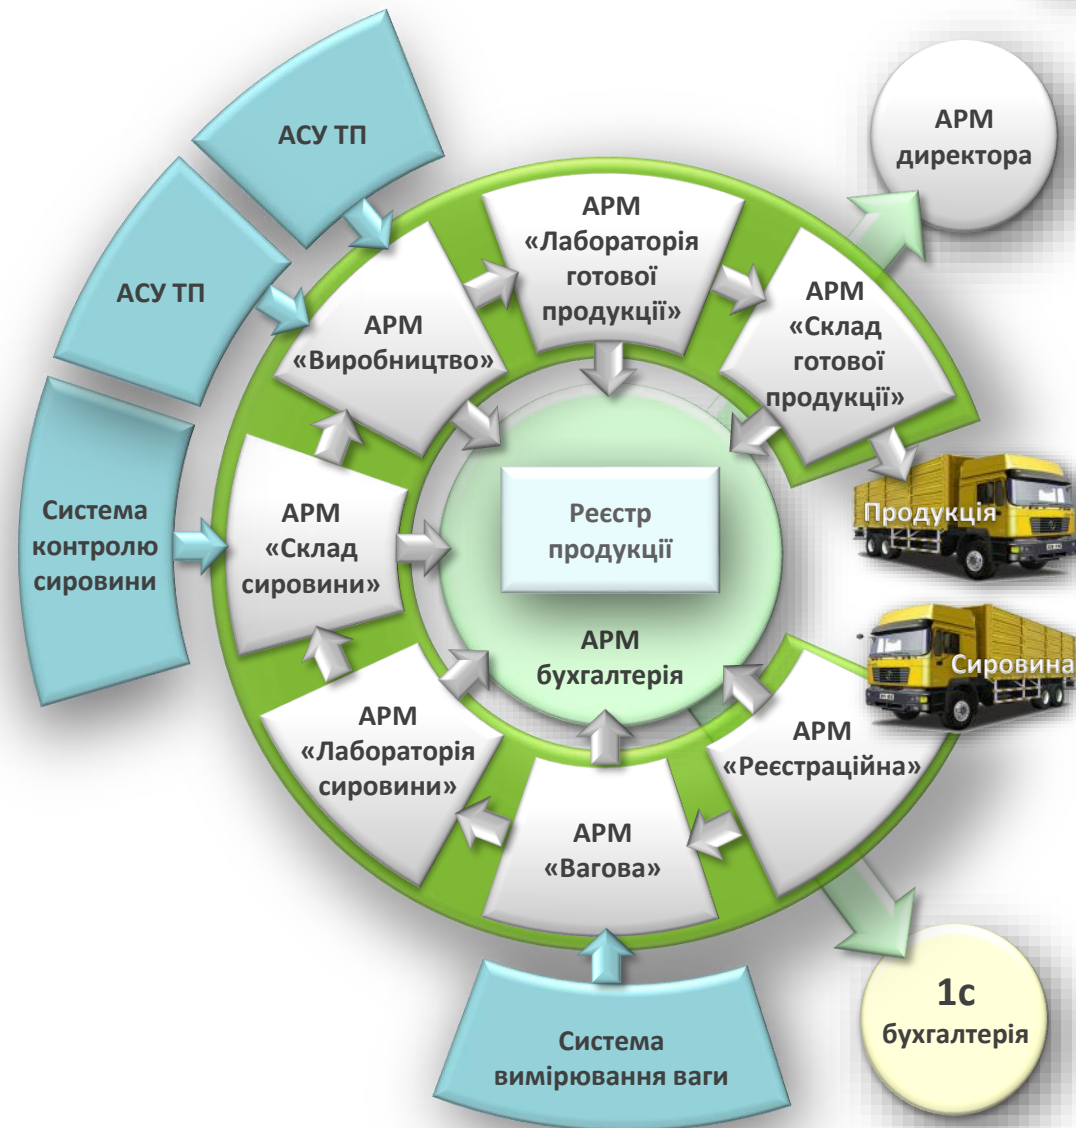 АСУ ТП
АРМ
директора
АРМ
«Лабораторія
готової
продукції»
АСУ ТП
АРМ
«Виробництво»
АРМ
«Склад
готової
продукції»
Система
контролю
сировини
АРМ
«Склад
сировини»
Реєстр
продукції
Продукція
АРМ
бухгалтерія
Сировина
АРМ
«Лабораторія
сировини»
АРМ
«Реєстраційна»
АРМ
«Вагова»
1с
бухгалтерія
Система
вимірювання ваги